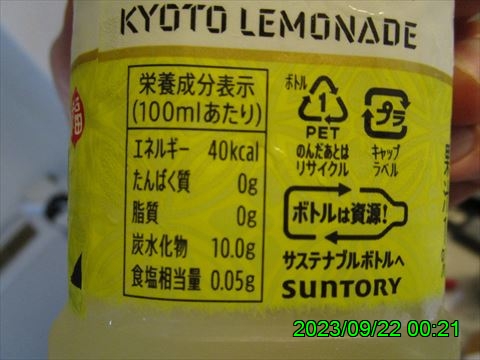 KYOTO LEMONADE
栄養成分表示
(100mlあたり)
エネルギー 40kcal
たんぱく質 0g
脂質 0g
炭水化物 10.0g
食塩相当量 0.05g
ボトル
1
PET
のんだあとは
リサイクル
プラ
キャップ
ラベル
ボトルは資源!
サステナブルボトルへ
SUNTORY
2023/09/22 00:21